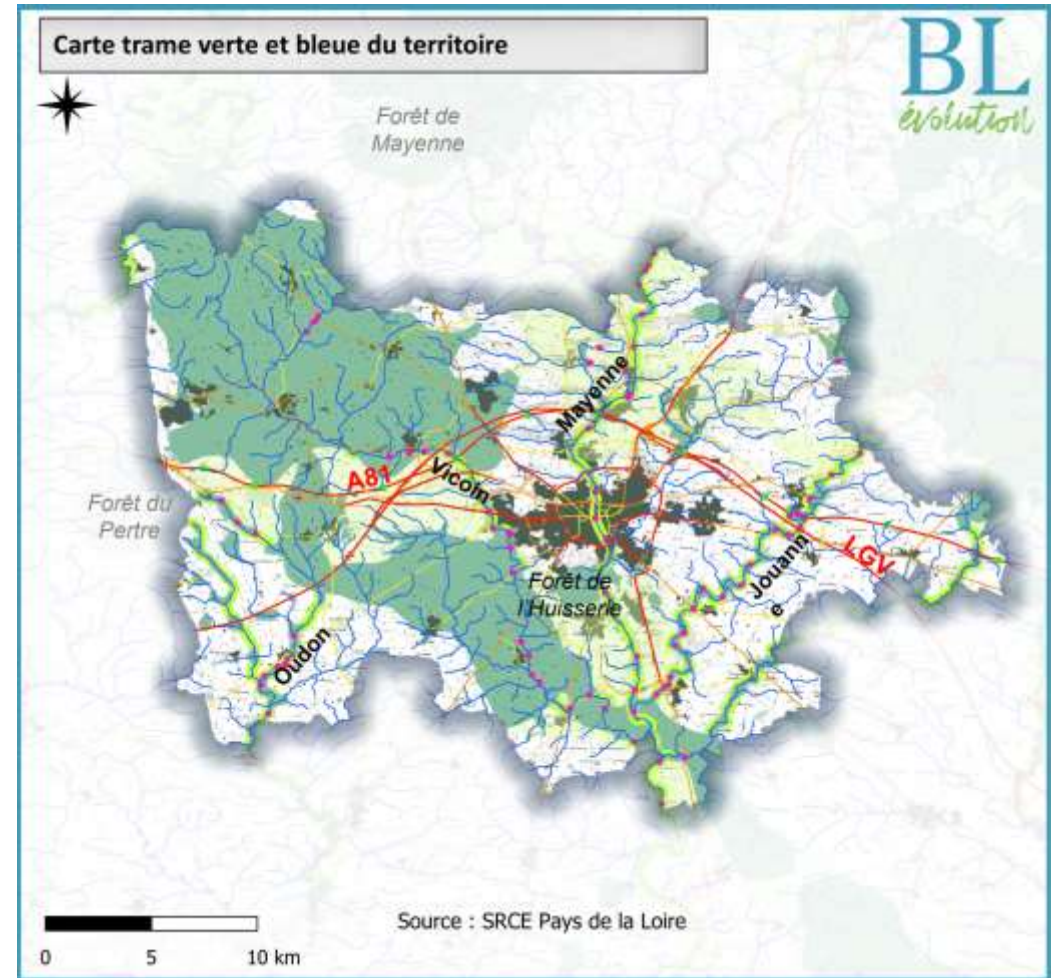 Carte trame verte et bleue du territoire
BL
évolution
Forêt de
Mayenne
Mayenne
A81
Vicoin
Forêt du
Pertre
LGV
Jouann
e
Forêt de
l'Huisserie
Oudon
Source : SRCE Pays de la Loire
0 5 10 km